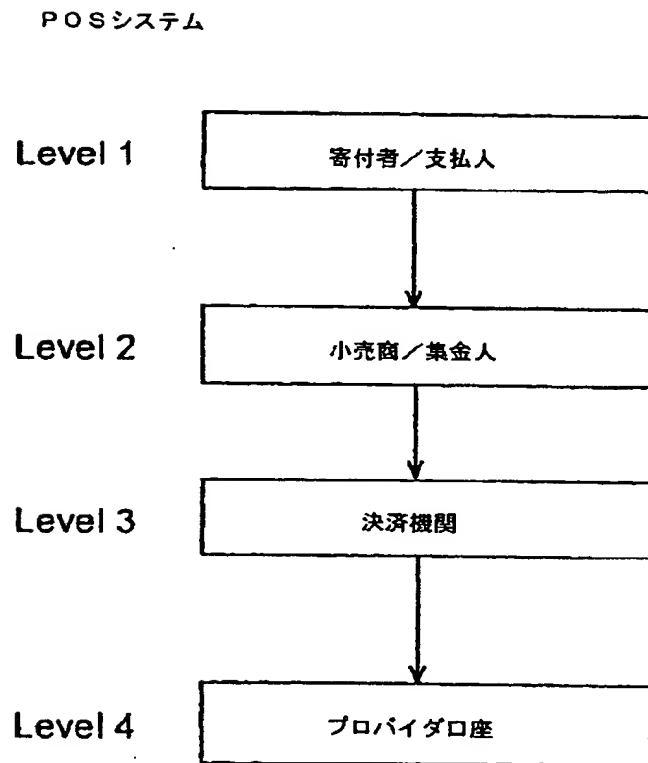 POSシステム
Level 1
寄付者/支払人
Level 2
小売商/集金人
Level 3
決済機関
Level 4
プロバイダ口座